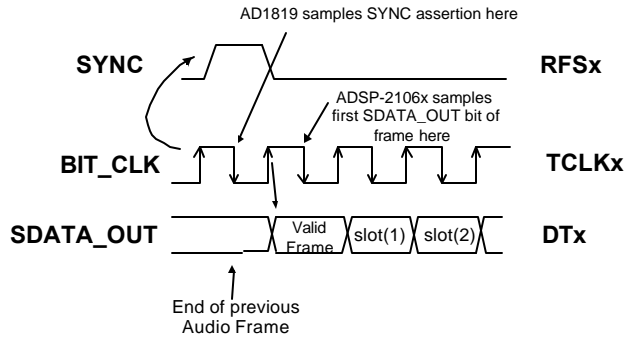 AD1819 samples SYNC assertion here
SYNC
RFSx
ADSP-2106x samples
first SDATA_OUT bit of
frame here
BIT_CLK
TCLKx
SDATA_OUT
Valid
Frame
slot(1)
slot(2)
DTx
End of previous
Audio Frame